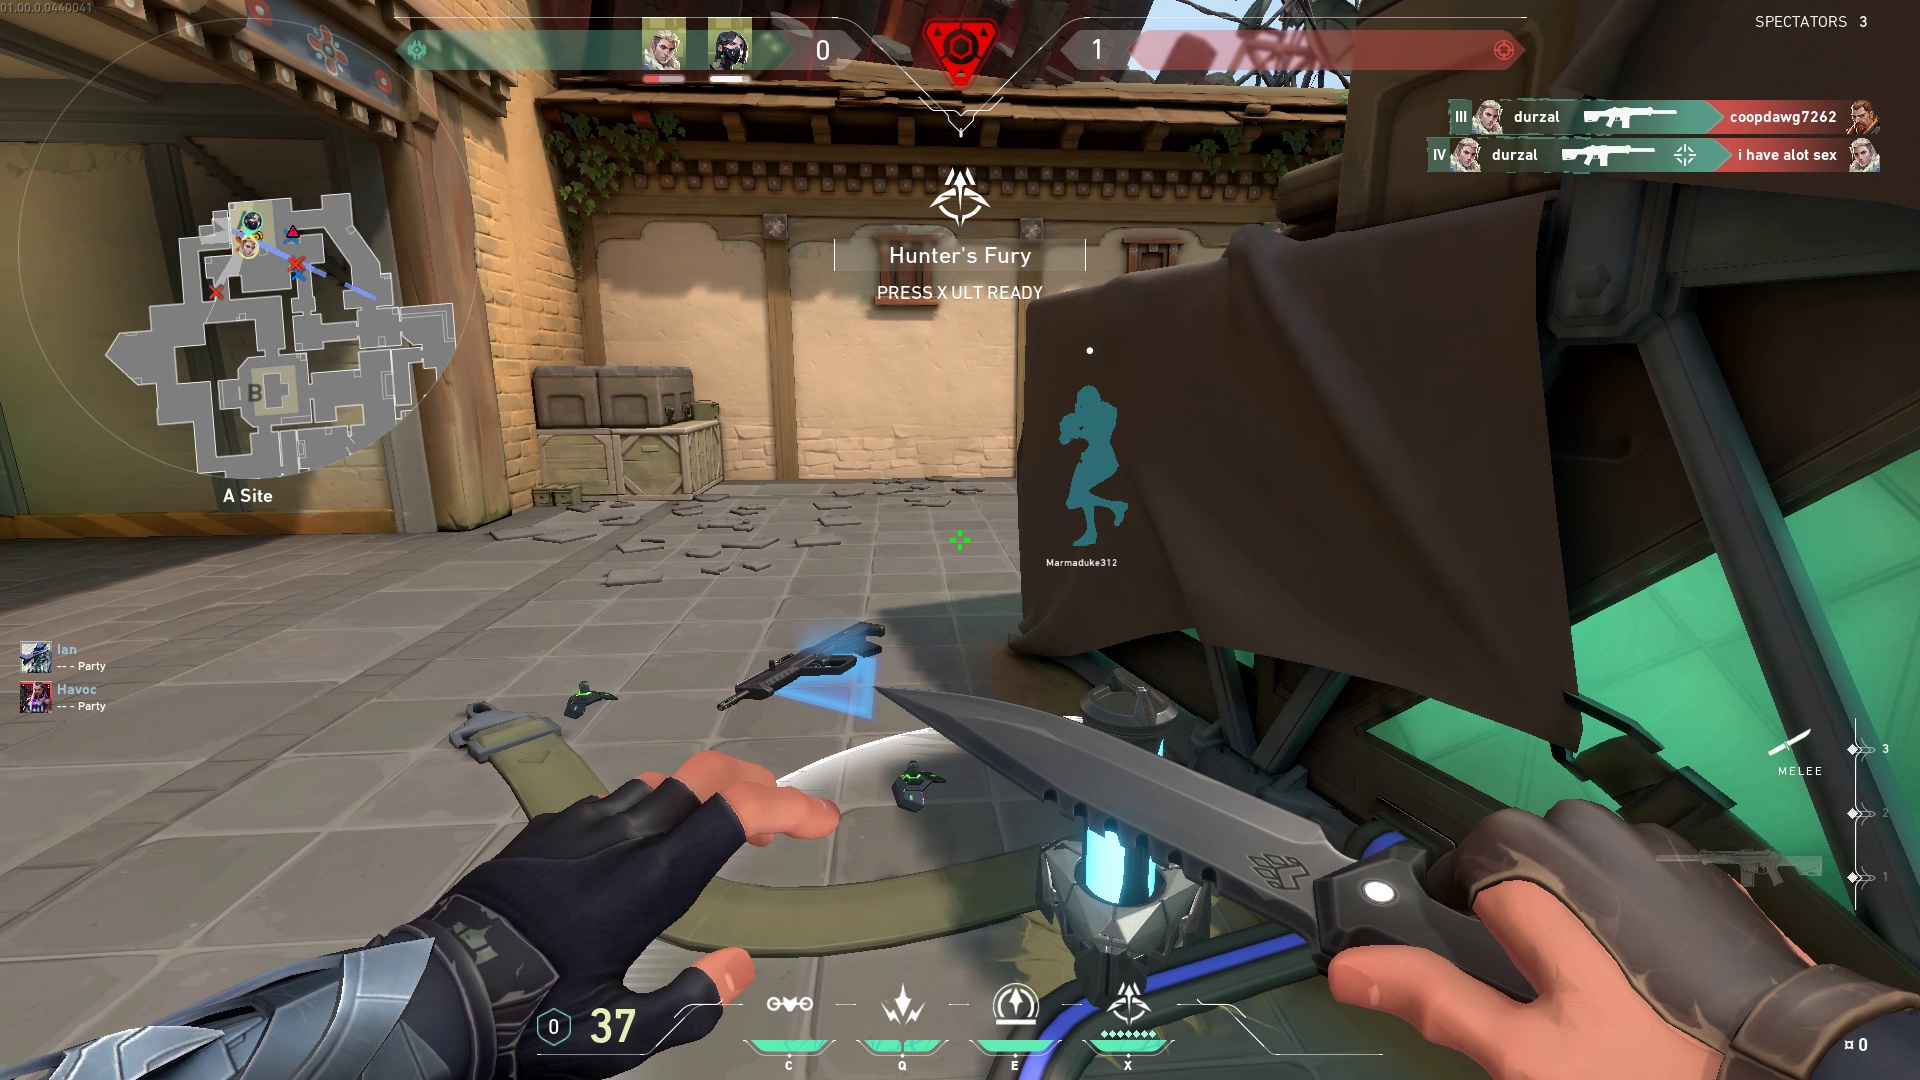 01.00.0.0440041
SPECTATORS 3
0
1
III durzal coopdawg7262
IV durzal i have alot sex
Hunter's Fury
PRESS X ULT READY
B
A Site
Marmaduke312
Ian
-- - Party
Havoc
-- - Party
3
MELEE
2
1
0 37
C Q E X
¤ 0